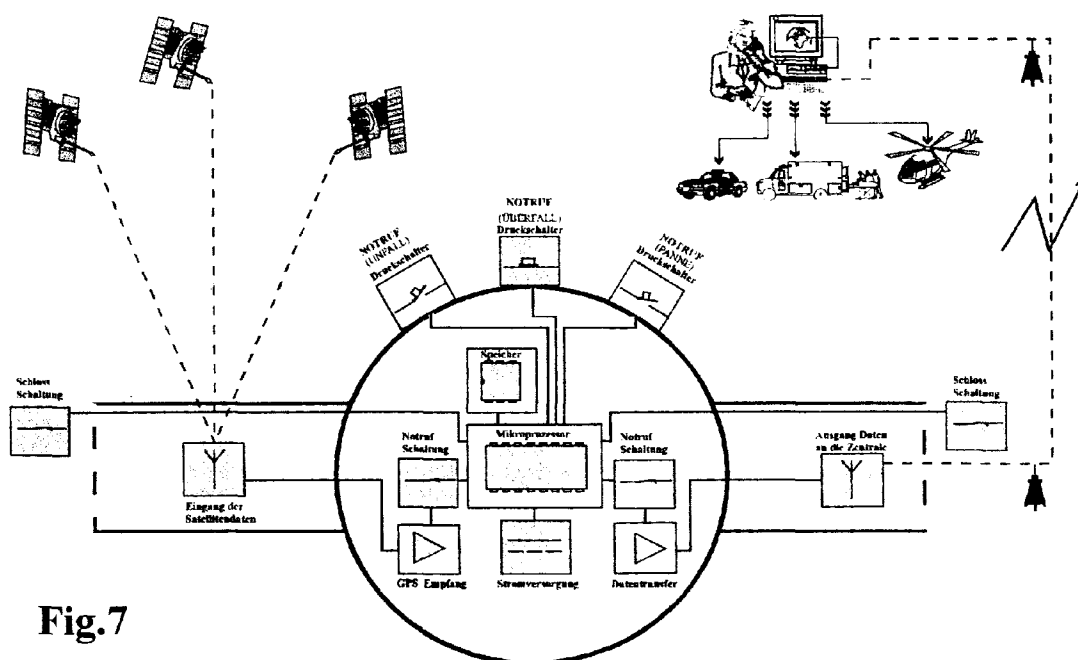 NOTRUF
(ÜBERFALL)
Druckschalter
NOTRUF
(UNFALL)
Druckschalter
NOTRUF
(PANNE)
Druckschalter
Speicher
Schloss
Schaltung
Schloss
Schaltung
Mikroprozessor
Notruf
Schaltung
Notruf
Schaltung
Ausgang Daten
an die Zentrale
Eingang der
Satellitendaten
GPS Empfang
Stromversorgung
Datentransfer
Fig.7